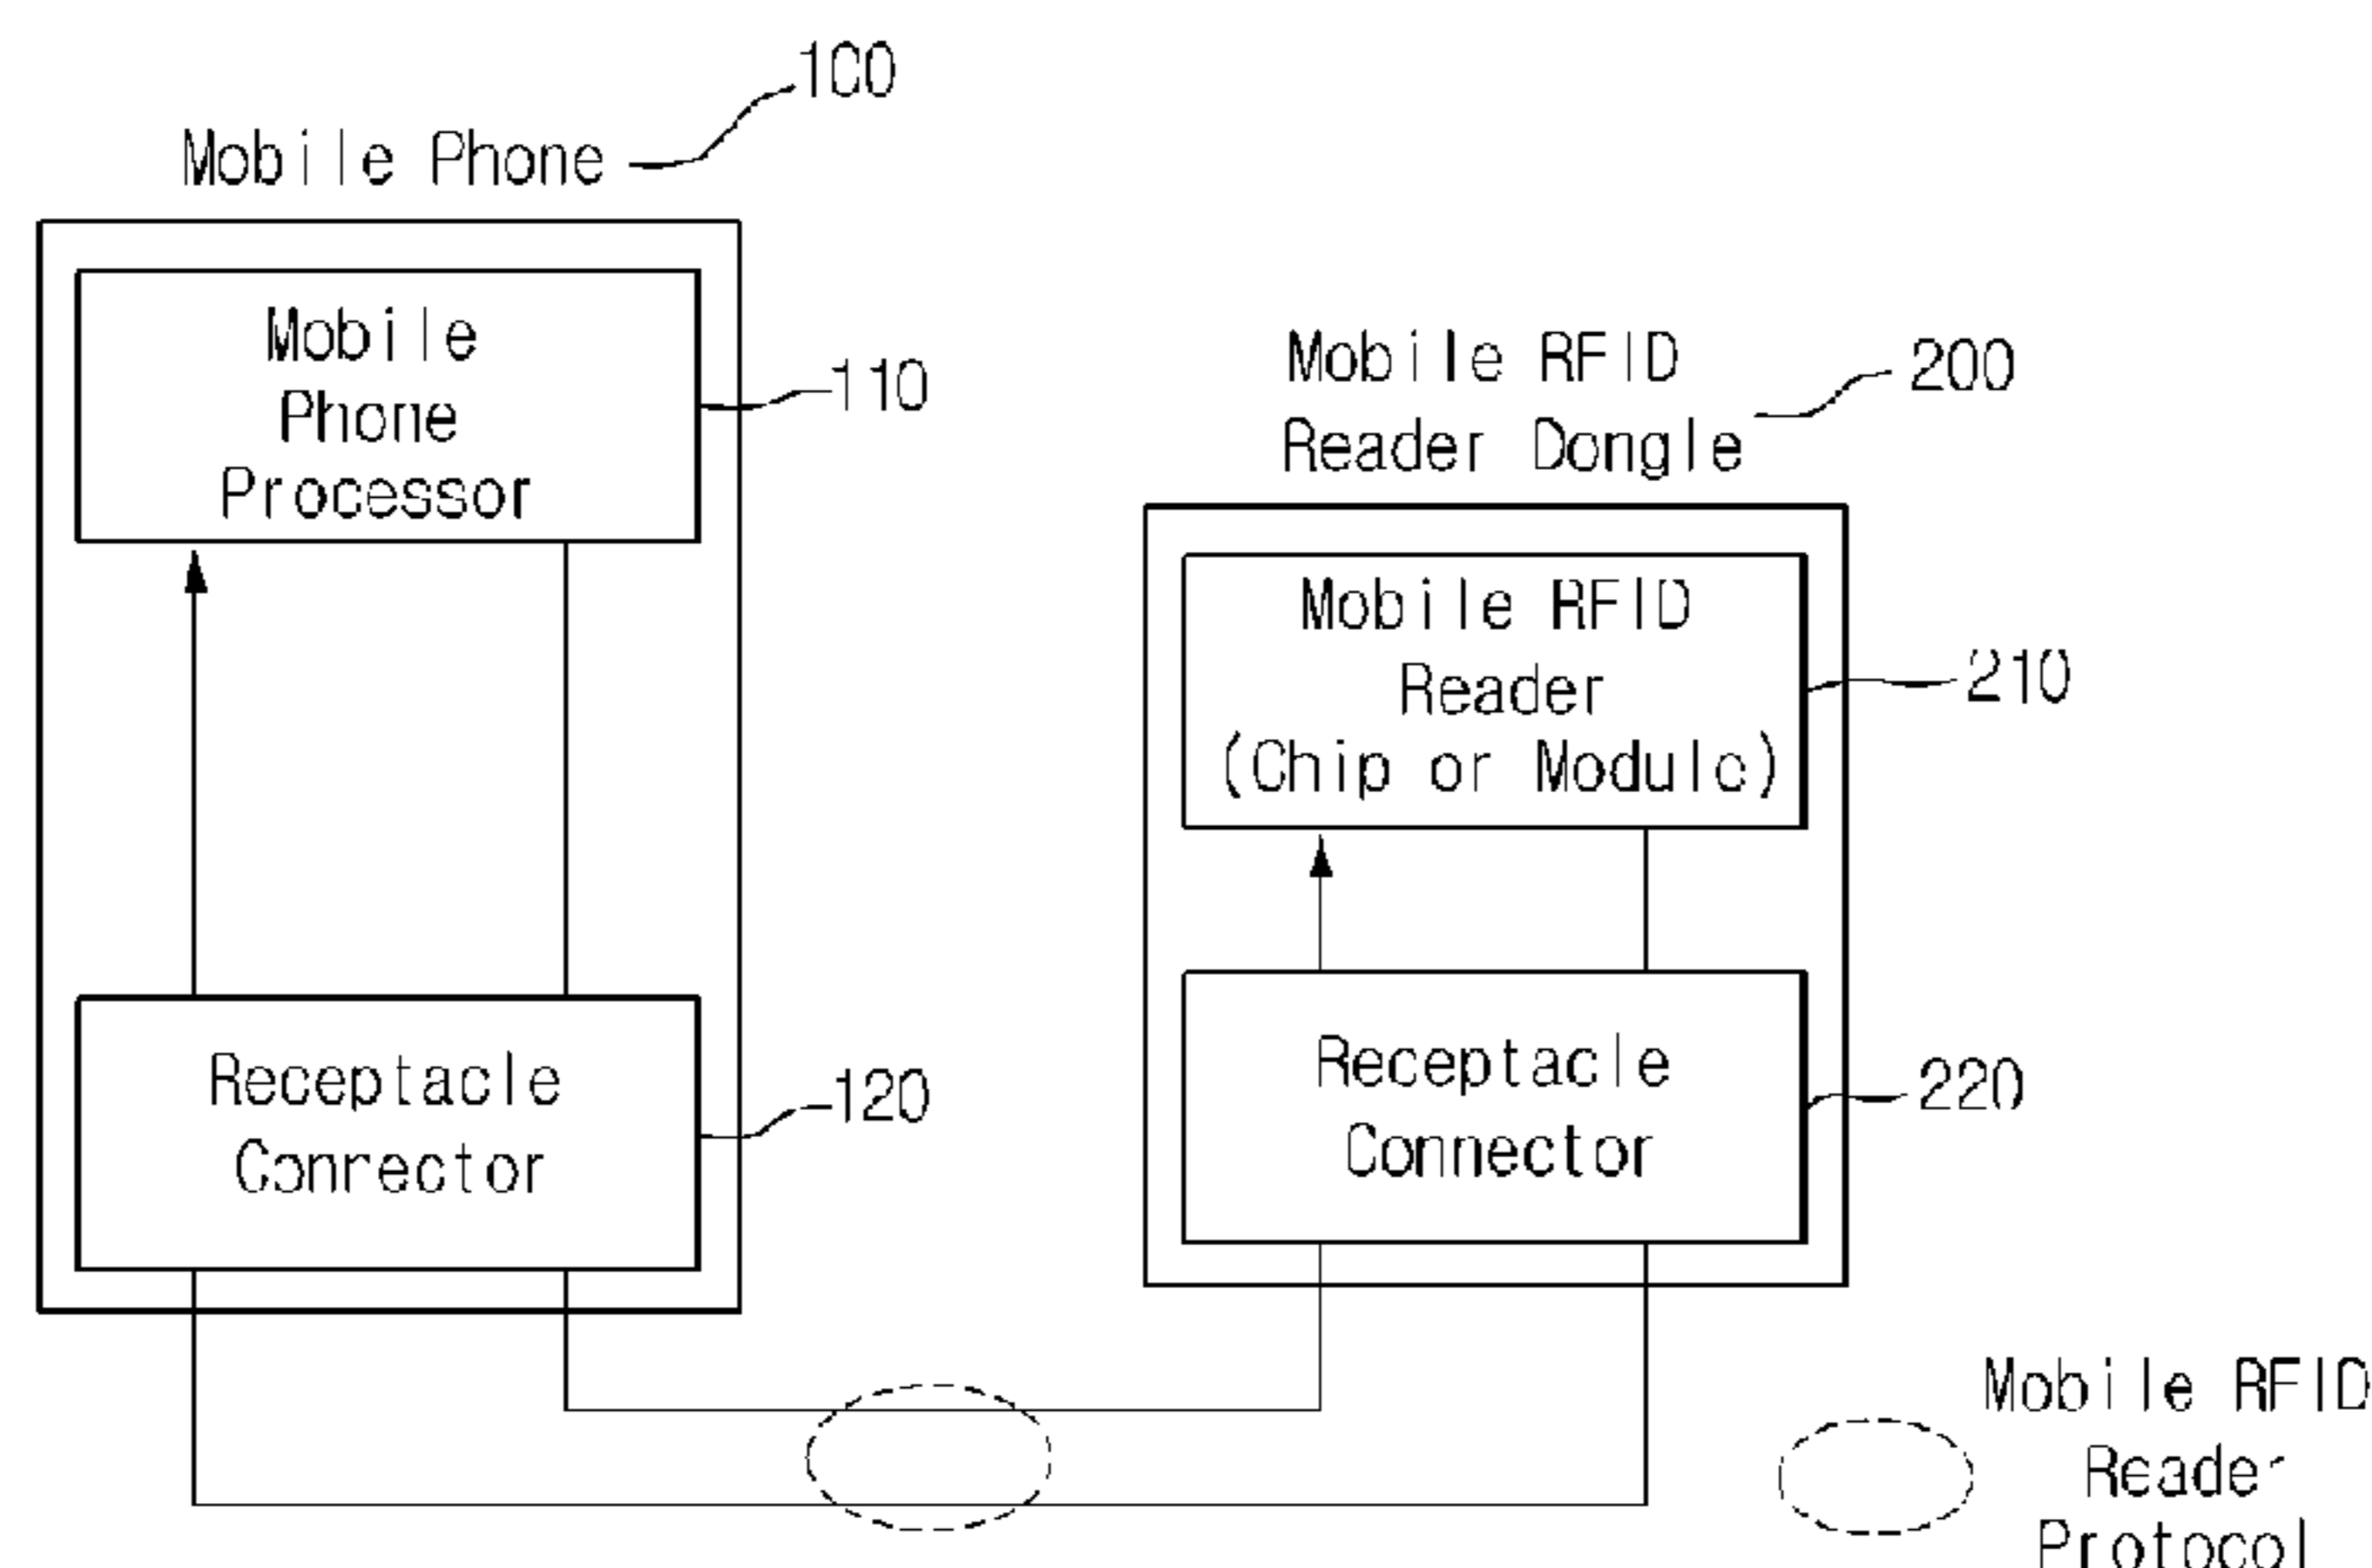 100
Mobile Phone
Mobile
Phone
Processor
110
Mobile RFID
Reader Dongle
200
Mobile RFID
Reader
(Chip or Module)
210
Receptacle
Connector
120
Receptacle
Connector
220
Mobile RFID
Reader
Protocol